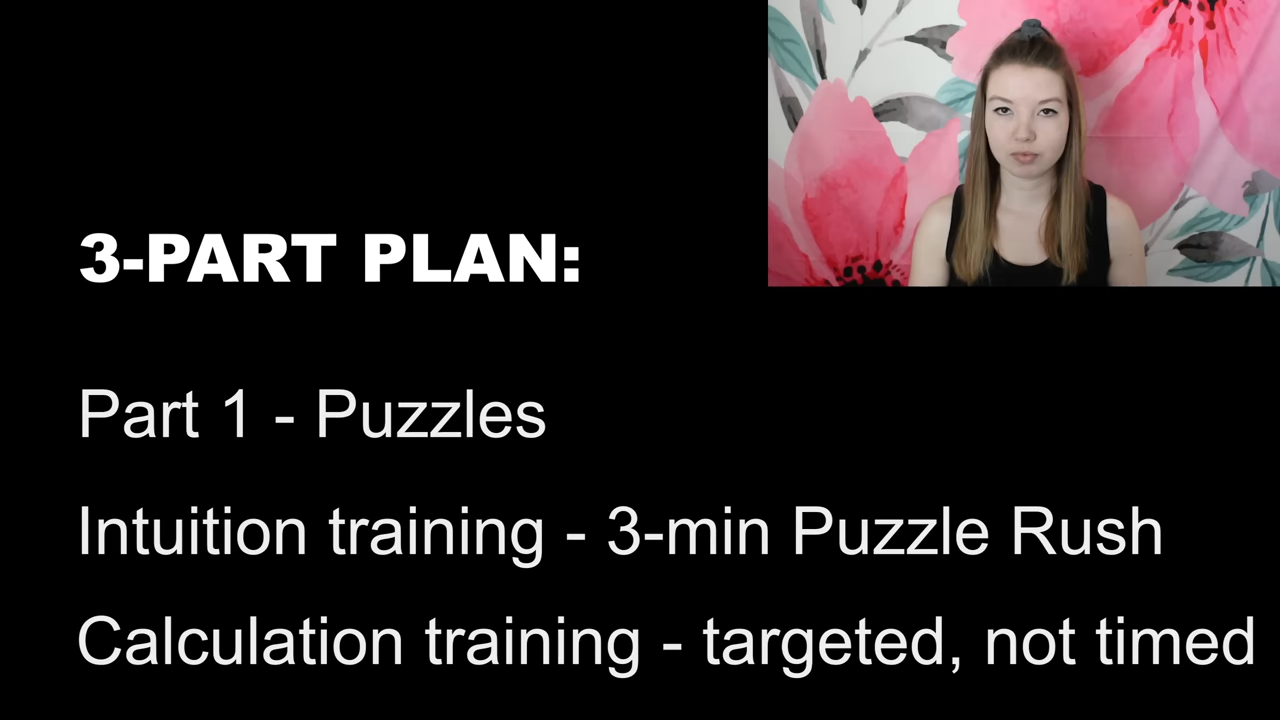 3-PART PLAN:
Part 1 - Puzzles
Intuition training - 3-min Puzzle Rush
Calculation training - targeted, not timed